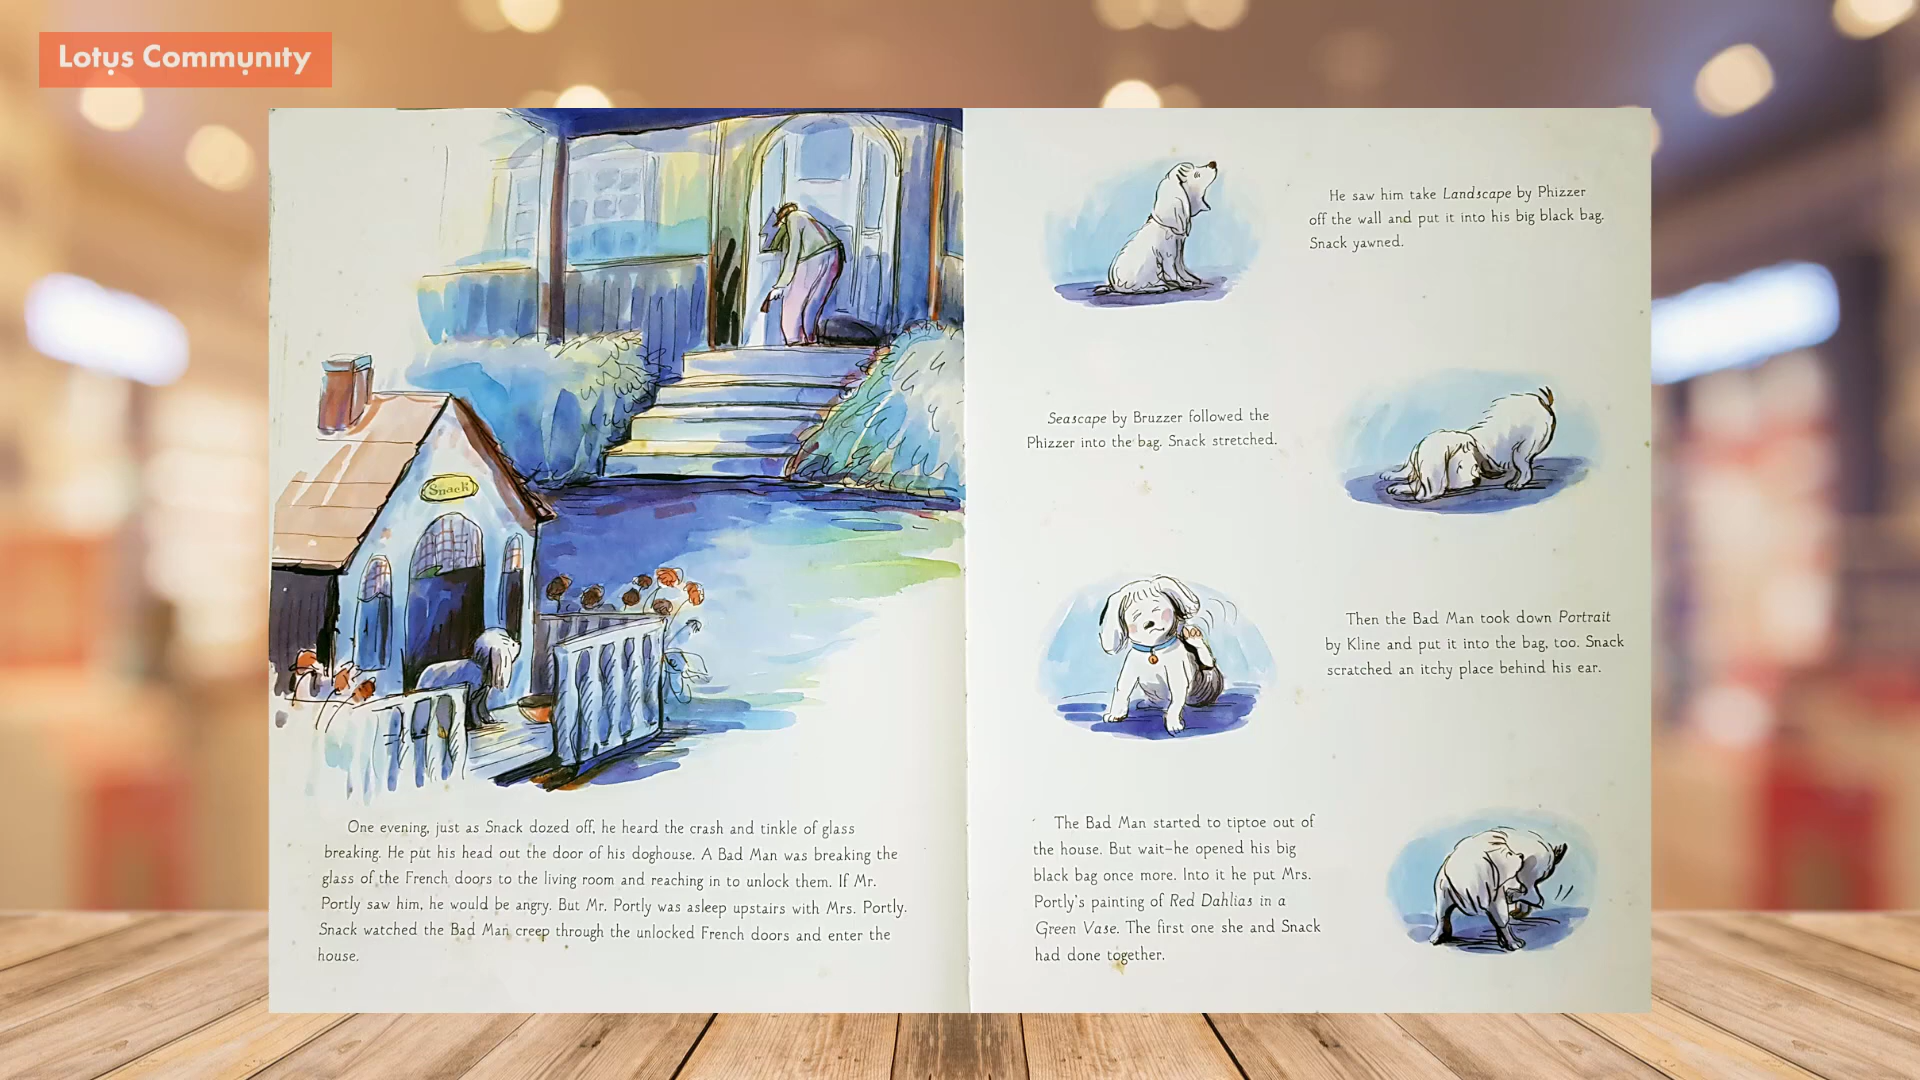 Lotus Community
Snack
One evening, just as Snack dozed off, he heard the crash and tinkle of glass
breaking. He put his head out the door of his doghouse. A Bad Man was breaking the
glass of the French doors to the living room and reaching in to unlock them. If Mr.
Portly saw him, he would be angry. But Mr. Portly was asleep upstairs with Mrs. Portly.
Snack watched the Bad Man creep through the unlocked French doors and enter the
house.
He saw him take Landscape by Phizzer
off the wall and put it into his big black bag.
Snack yawned.
Seascape by Bruzzer followed the
Phizzer into the bag. Snack stretched.
Then the Bad Man took down Portrait
by Kline and put it into the bag, too. Snack
scratched an itchy place behind his ear.
The Bad Man started to tiptoe out of
the house. But wait—he opened his big
black bag once more. Into it he put Mrs.
Portly's painting of Red Dahlias in a
Green Vase. The first one she and Snack
had done together.